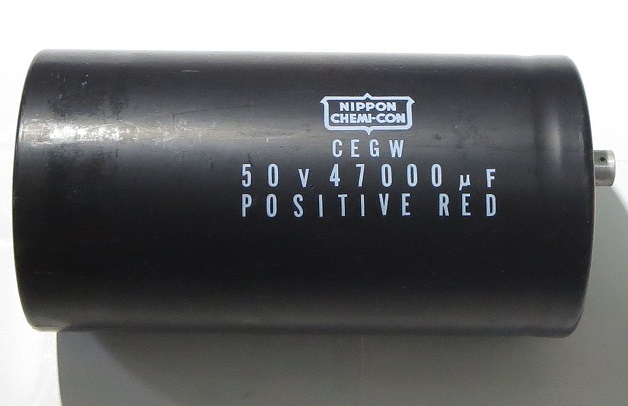 NIPPON
CHEMI-CON
CEGW
50V 47000µF
POSITIVE RED